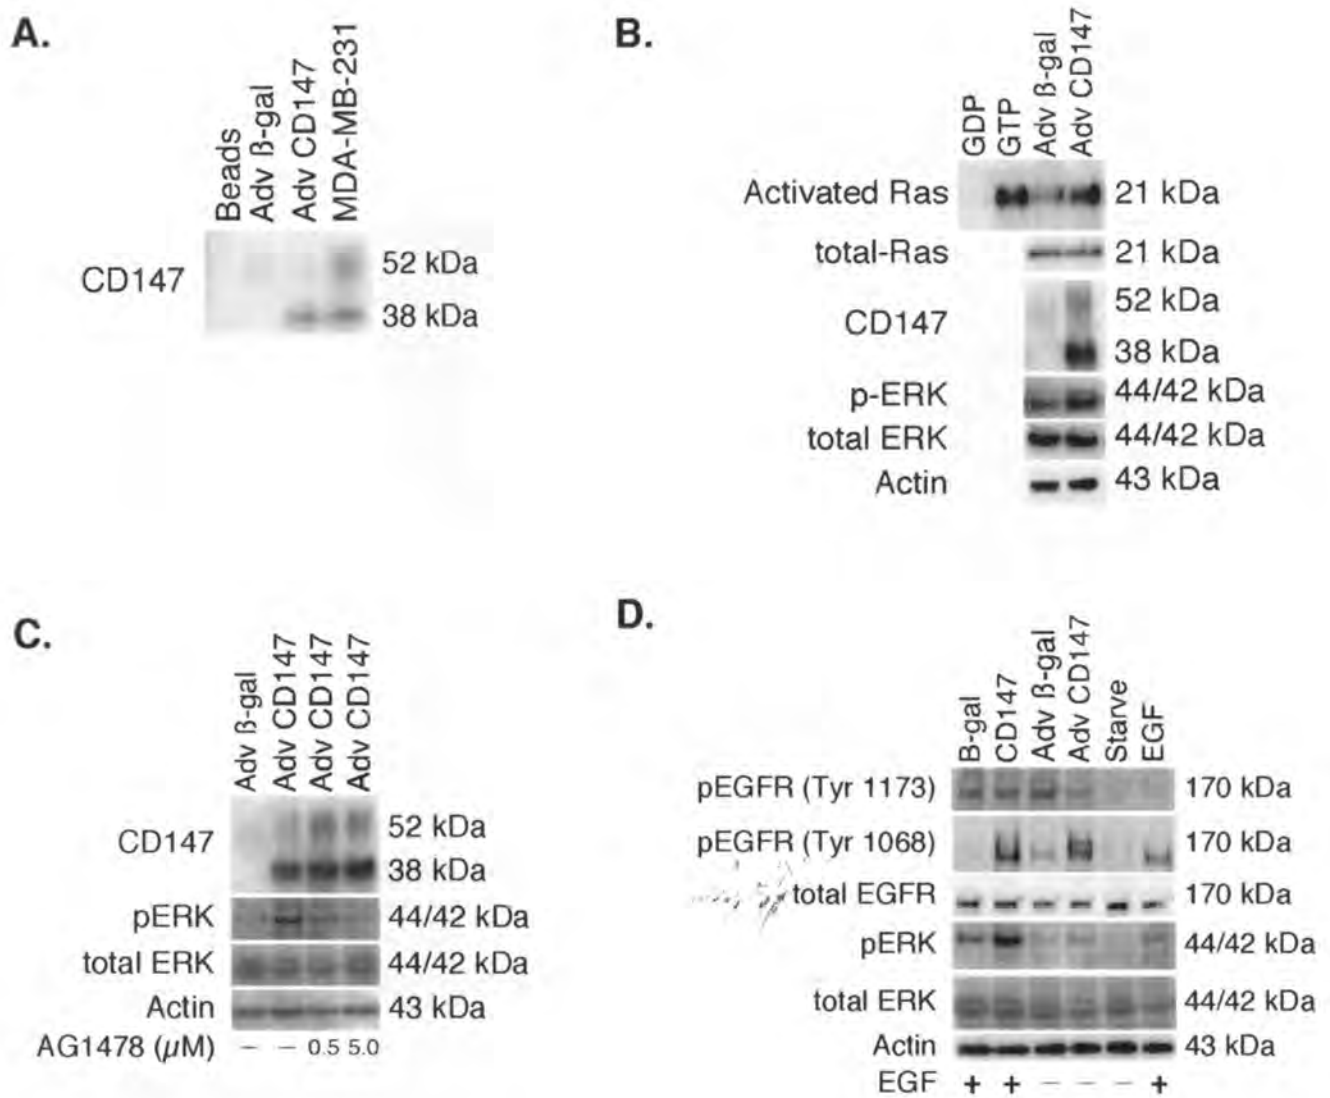 A.
Beads
Adv ß-gal
Adv CD147
MDA-MB-231
CD147
52 kDa
38 kDa
B.
GDP
GTP
Adv ß-gal
Adv CD147
Activated Ras 21 kDa
total-Ras 21 kDa
CD147
52 kDa
38 kDa
p-ERK 44/42 kDa
total ERK 44/42 kDa
Actin 43 kDa
C.
Adv ß-gal
Adv CD147
Adv CD147
Adv CD147
CD147
52 kDa
38 kDa
pERK 44/42 kDa
total ERK 44/42 kDa
Actin 43 kDa
AG1478 (µM) – – 0.5 5.0
D.
B-gal
CD147
Adv ß-gal
Adv CD147
Starve
EGF
pEGFR (Tyr 1173) 170 kDa
pEGFR (Tyr 1068) 170 kDa
total EGFR 170 kDa
pERK 44/42 kDa
total ERK 44/42 kDa
Actin 43 kDa
EGF + + – – – +